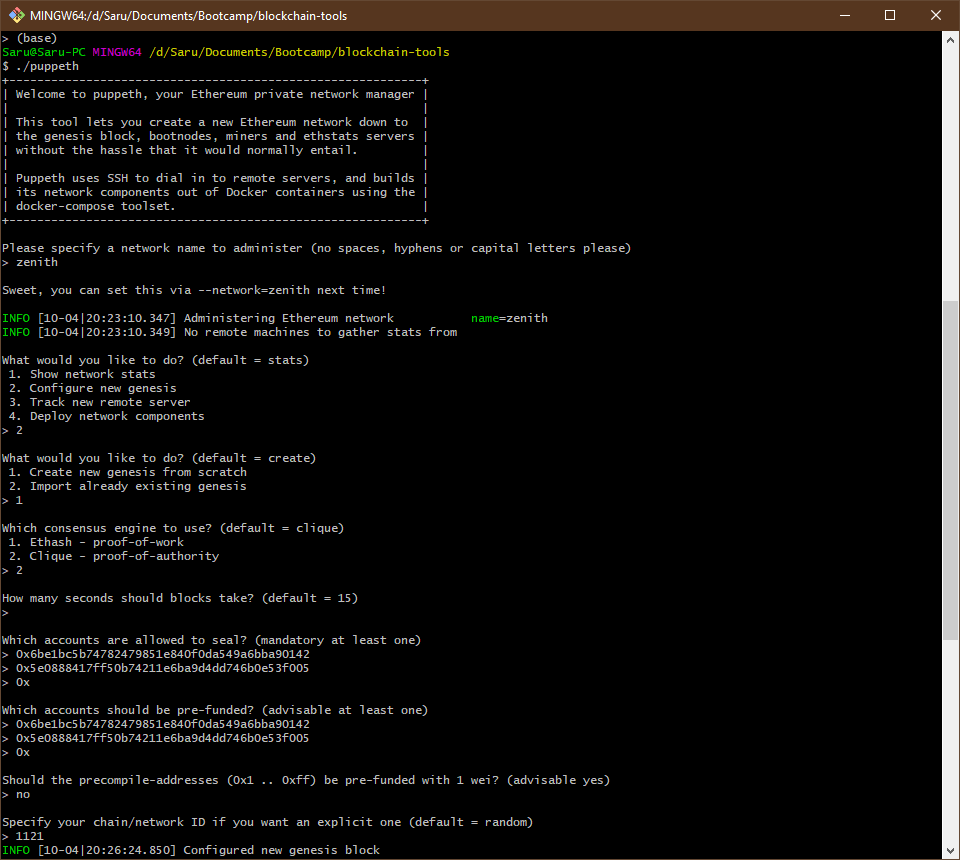 MINGW64:/d/Saru/Documents/Bootcamp/blockchain-tools
> (base)
Saru@Saru-PC MINGW64 /d/Saru/Documents/Bootcamp/blockchain-tools
$ ./puppeth
+-----------------------------------------------------------+
| Welcome to puppeth, your Ethereum private network manager |
|                                                           |
| This tool lets you create a new Ethereum network down to  |
| the genesis block, bootnodes, miners and ethstats servers |
| without the hassle that it would normally entail.         |
|                                                           |
| Puppeth uses SSH to dial in to remote servers, and builds |
| its network components out of Docker containers using the |
| docker-compose toolset.                                   |
+-----------------------------------------------------------+
Please specify a network name to administer (no spaces, hyphens or capital letters please)
> zenith
Sweet, you can set this via --network=zenith next time!
INFO [10-04|20:23:10.347] Administering Ethereum network           name=zenith
INFO [10-04|20:23:10.349] No remote machines to gather stats from
What would you like to do? (default = stats)
 1. Show network stats
 2. Configure new genesis
 3. Track new remote server
 4. Deploy network components
> 2
What would you like to do? (default = create)
 1. Create new genesis from scratch
 2. Import already existing genesis
> 1
Which consensus engine to use? (default = clique)
 1. Ethash - proof-of-work
 2. Clique - proof-of-authority
> 2
How many seconds should blocks take? (default = 15)
>
Which accounts are allowed to seal? (mandatory at least one)
> 0x6be1bc5b74782479851e840f0da549a6bba90142
> 0x5e0888417ff50b74211e6ba9d4dd746b0e53f005
> 0x
Which accounts should be pre-funded? (advisable at least one)
> 0x6be1bc5b74782479851e840f0da549a6bba90142
> 0x5e0888417ff50b74211e6ba9d4dd746b0e53f005
> 0x
Should the precompile-addresses (0x1 .. 0xff) be pre-funded with 1 wei? (advisable yes)
> no
Specify your chain/network ID if you want an explicit one (default = random)
> 1121
INFO [10-04|20:26:24.850] Configured new genesis block